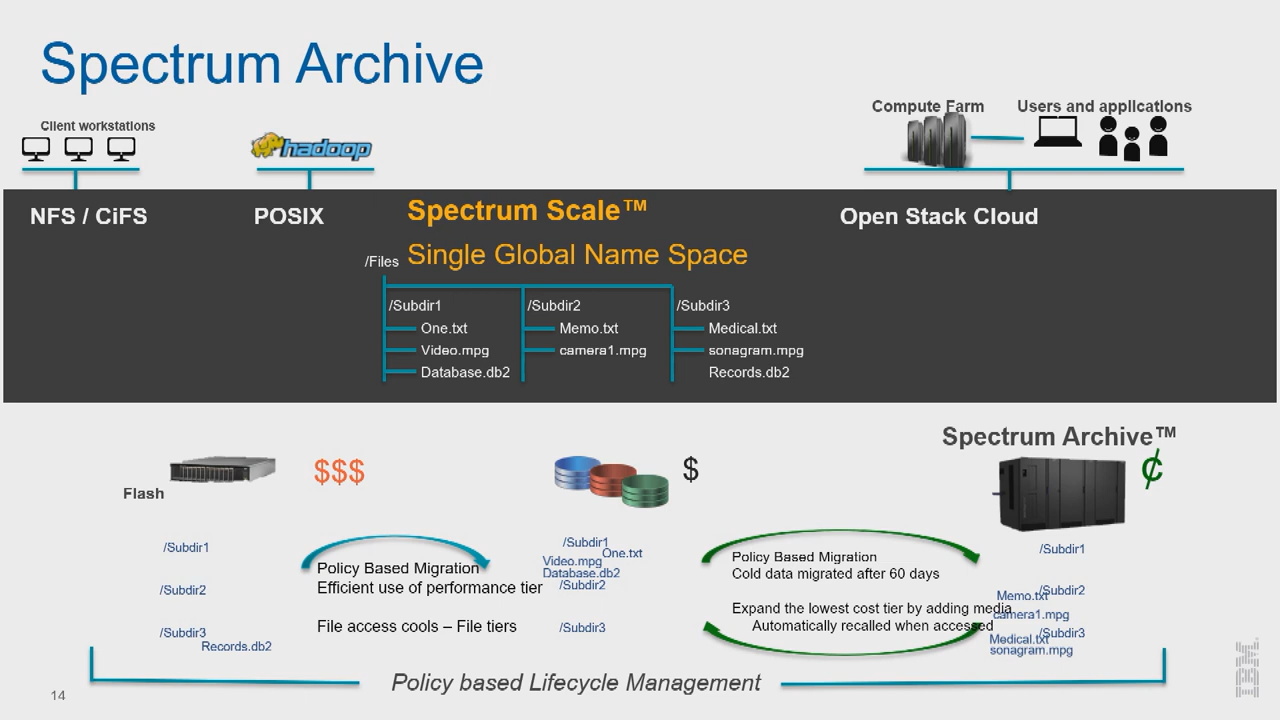 Spectrum Archive
Client workstations
hadoop
Compute Farm
Users and applications
NFS / CiFS
POSIX
Spectrum Scale™
Open Stack Cloud
Single Global Name Space
/Files
/Subdir1
One.txt
Video.mpg
Database.db2
/Subdir2
Memo.txt
camera1.mpg
/Subdir3
Medical.txt
sonagram.mpg
Records.db2
Spectrum Archive™
Flash
$$$
$
¢
/Subdir1
/Subdir2
/Subdir3
Records.db2
Policy Based Migration
Efficient use of performance tier
File access cools – File tiers
/Subdir1
One.txt
Video.mpg
Database.db2
/Subdir2
/Subdir3
Policy Based Migration
Cold data migrated after 60 days
Expand the lowest cost tier by adding media
Automatically recalled when accessed
/Subdir1
/Subdir2
Memo.txt
camera1.mpg
/Subdir3
Medical.txt
sonagram.mpg
Policy based Lifecycle Management
14
IBM